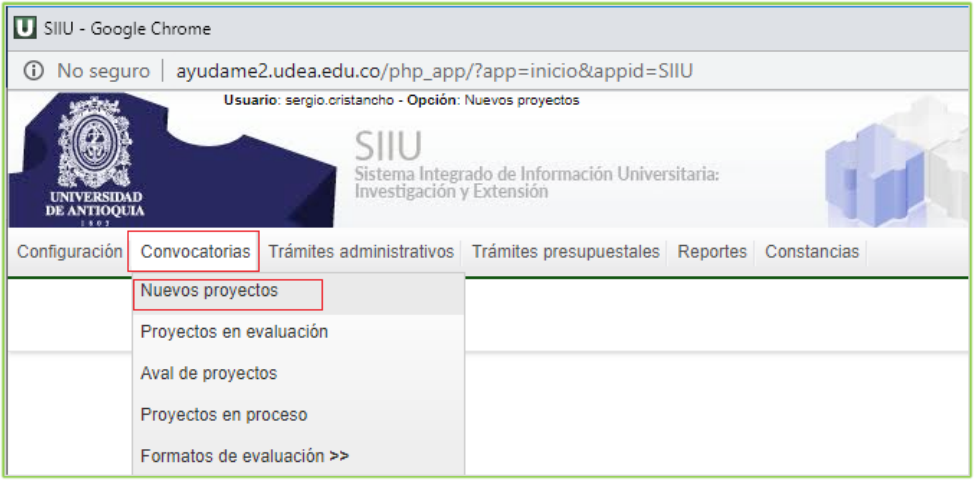 SIIU - Google Chrome
No seguro | ayudame2.udea.edu.co/php_app/?app=inicio&appid=SIIU
Usuario: sergio.cristancho - Opción: Nuevos proyectos
SIIU
Sistema Integrado de Información Universitaria:
Investigación y Extensión
UNIVERSIDAD
DE ANTIOQUIA
1803
Configuración Convocatorias Trámites administrativos Trámites presupuestales Reportes Constancias
Nuevos proyectos
Proyectos en evaluación
Aval de proyectos
Proyectos en proceso
Formatos de evaluación >>